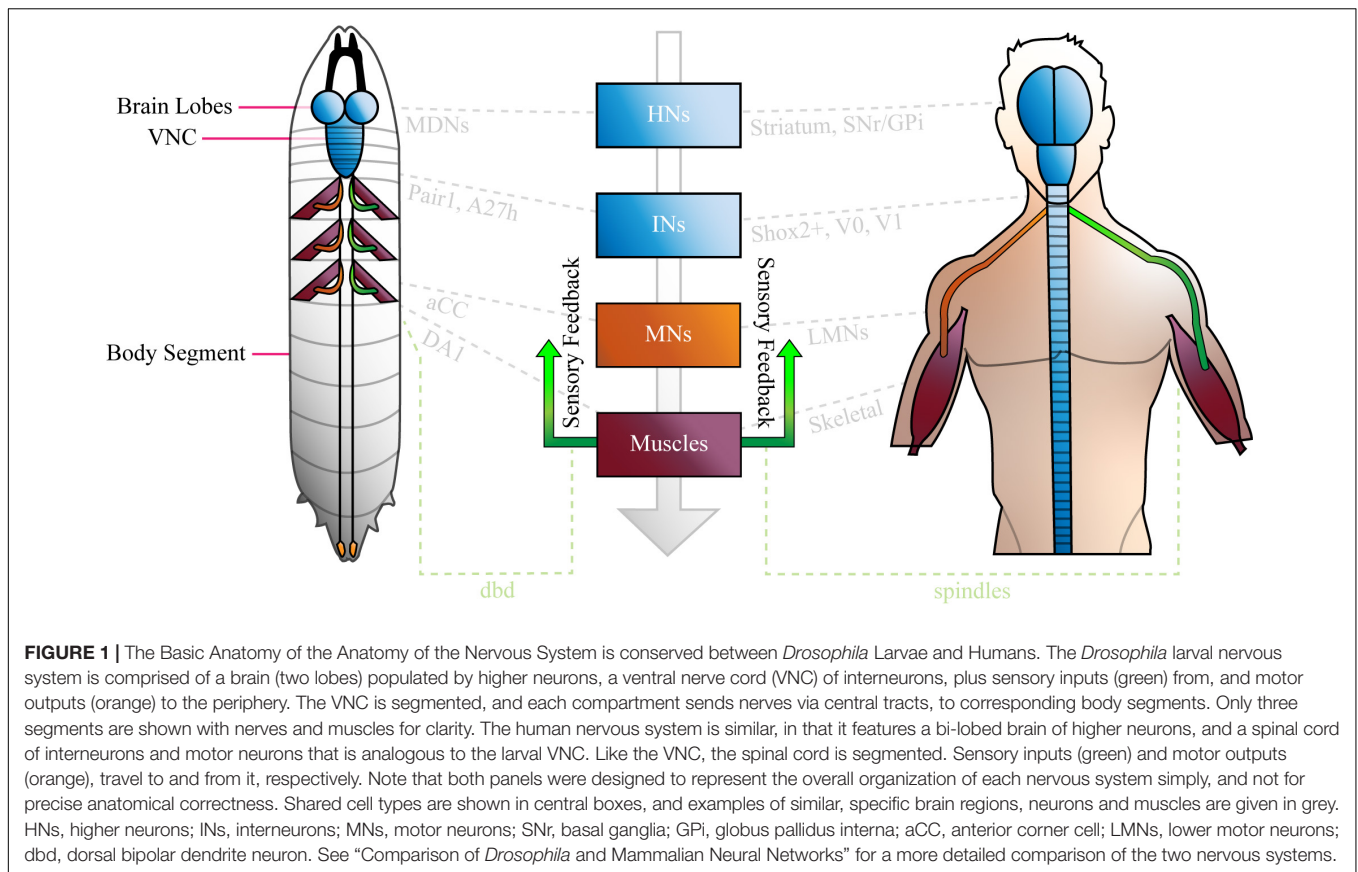 Brain Lobes
VNC
Body Segment
MDNs
Pair1, A27h
aCC
DA1
dbd
HNs
INs
MNs
Muscles
Sensory Feedback
Sensory Feedback
Striatum, SNr/GPi
Shox2+, V0, V1
LMNs
Skeletal
spindles
FIGURE 1 | The Basic Anatomy of the Anatomy of the Nervous System is conserved between Drosophila Larvae and Humans. The Drosophila larval nervous
system is comprised of a brain (two lobes) populated by higher neurons, a ventral nerve cord (VNC) of interneurons, plus sensory inputs (green) from, and motor
outputs (orange) to the periphery. The VNC is segmented, and each compartment sends nerves via central tracts, to corresponding body segments. Only three
segments are shown with nerves and muscles for clarity. The human nervous system is similar, in that it features a bi-lobed brain of higher neurons, and a spinal cord
of interneurons and motor neurons that is analogous to the larval VNC. Like the VNC, the spinal cord is segmented. Sensory inputs (green) and motor outputs
(orange), travel to and from it, respectively. Note that both panels were designed to represent the overall organization of each nervous system simply, and not for
precise anatomical correctness. Shared cell types are shown in central boxes, and examples of similar, specific brain regions, neurons and muscles are given in grey.
HNs, higher neurons; INs, interneurons; MNs, motor neurons; SNr, basal ganglia; GPi, globus pallidus interna; aCC, anterior corner cell; LMNs, lower motor neurons;
dbd, dorsal bipolar dendrite neuron. See “Comparison of Drosophila and Mammalian Neural Networks” for a more detailed comparison of the two nervous systems.